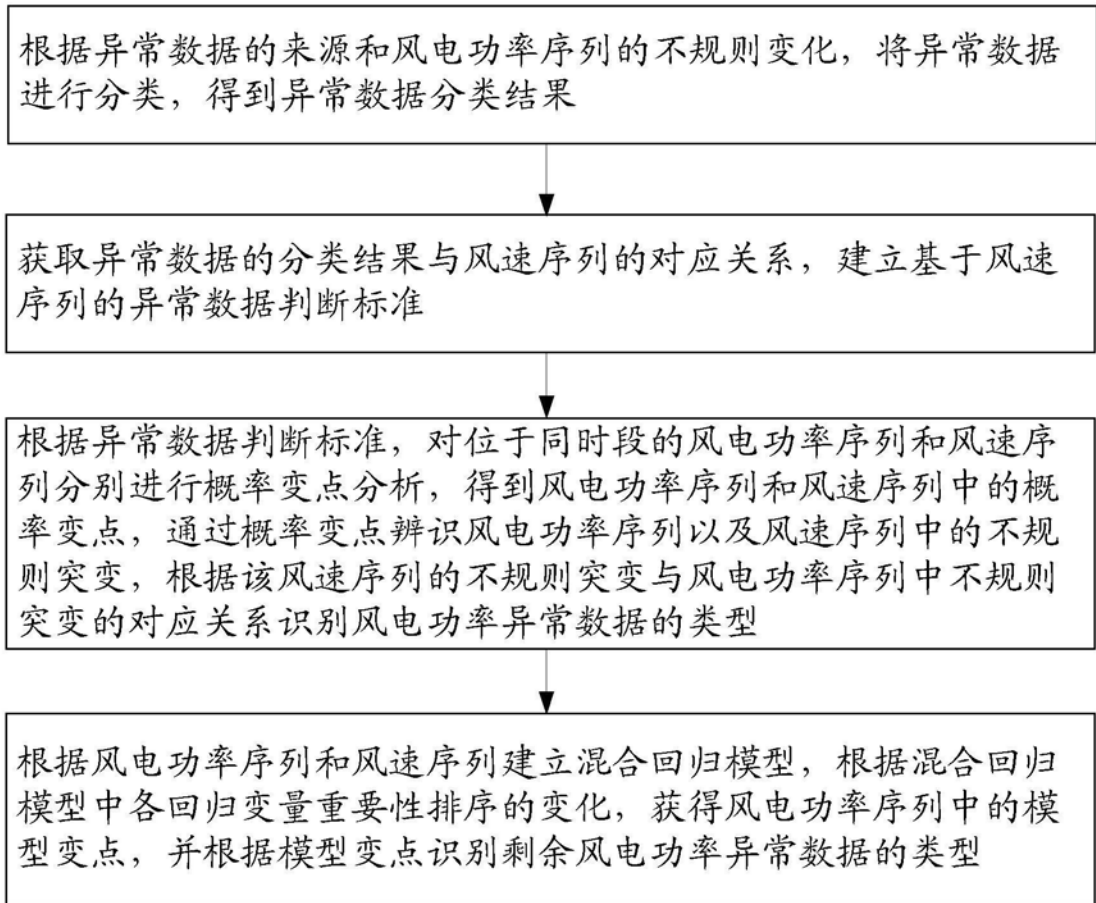 根据异常数据的来源和风电功率序列的不规则变化，将异常数据
进行分类，得到异常数据分类结果
获取异常数据的分类结果与风速序列的对应关系，建立基于风速
序列的异常数据判断标准
根据异常数据判断标准，对位于同时段的风电功率序列和风速序
列分别进行概率变点分析，得到风电功率序列和风速序列中的概
率变点，通过概率变点辨识风电功率序列以及风速序列中的不规
则突变，根据该风速序列的不规则突变与风电功率序列中不规则
突变的对应关系识别风电功率异常数据的类型
根据风电功率序列和风速序列建立混合回归模型，根据混合回归
模型中各回归变量重要性排序的变化，获得风电功率序列中的模
型变点，并根据模型变点识别剩余风电功率异常数据的类型